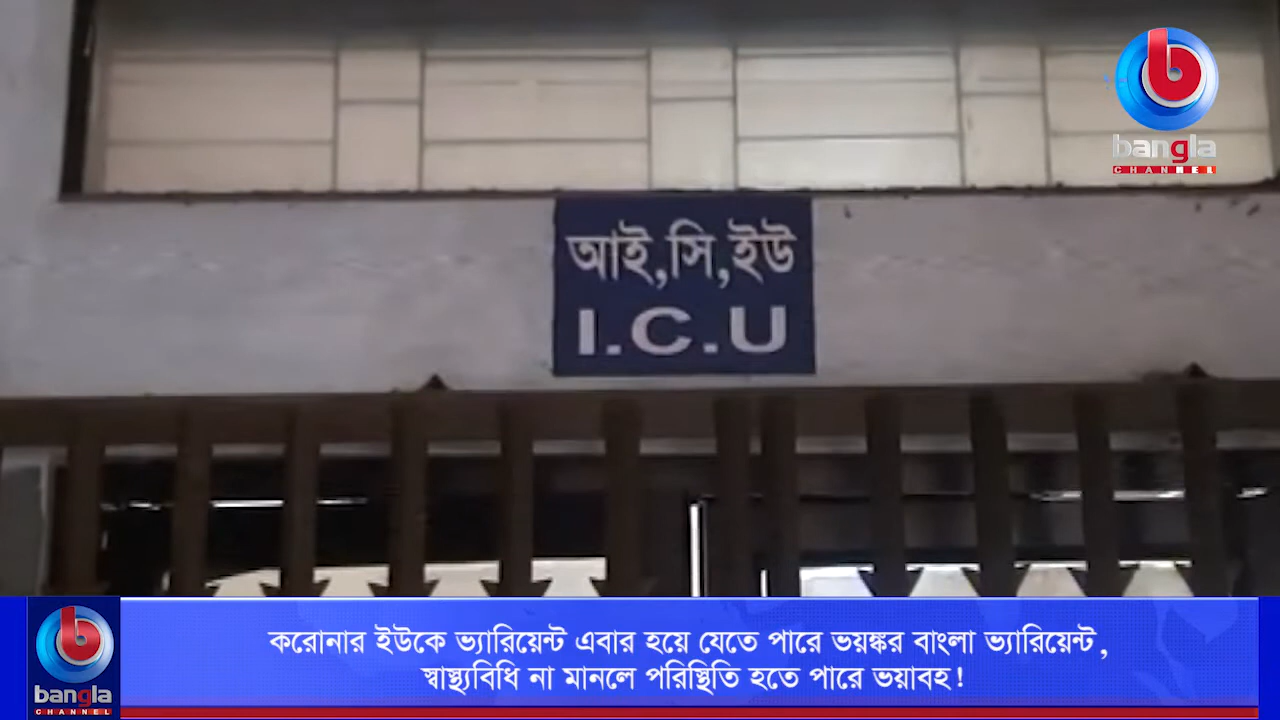 bangla
CHANNEL
আই,সি,ইউ
I.C.U
করোনার ইউকে ভ্যারিয়েন্ট এবার হয়ে যেতে পারে ভয়ঙ্কর বাংলা ভ্যারিয়েন্ট,
স্বাস্থ্যবিধি না মানলে পরিস্থিতি হতে পারে ভয়াবহ!
bangla
CHANNEL